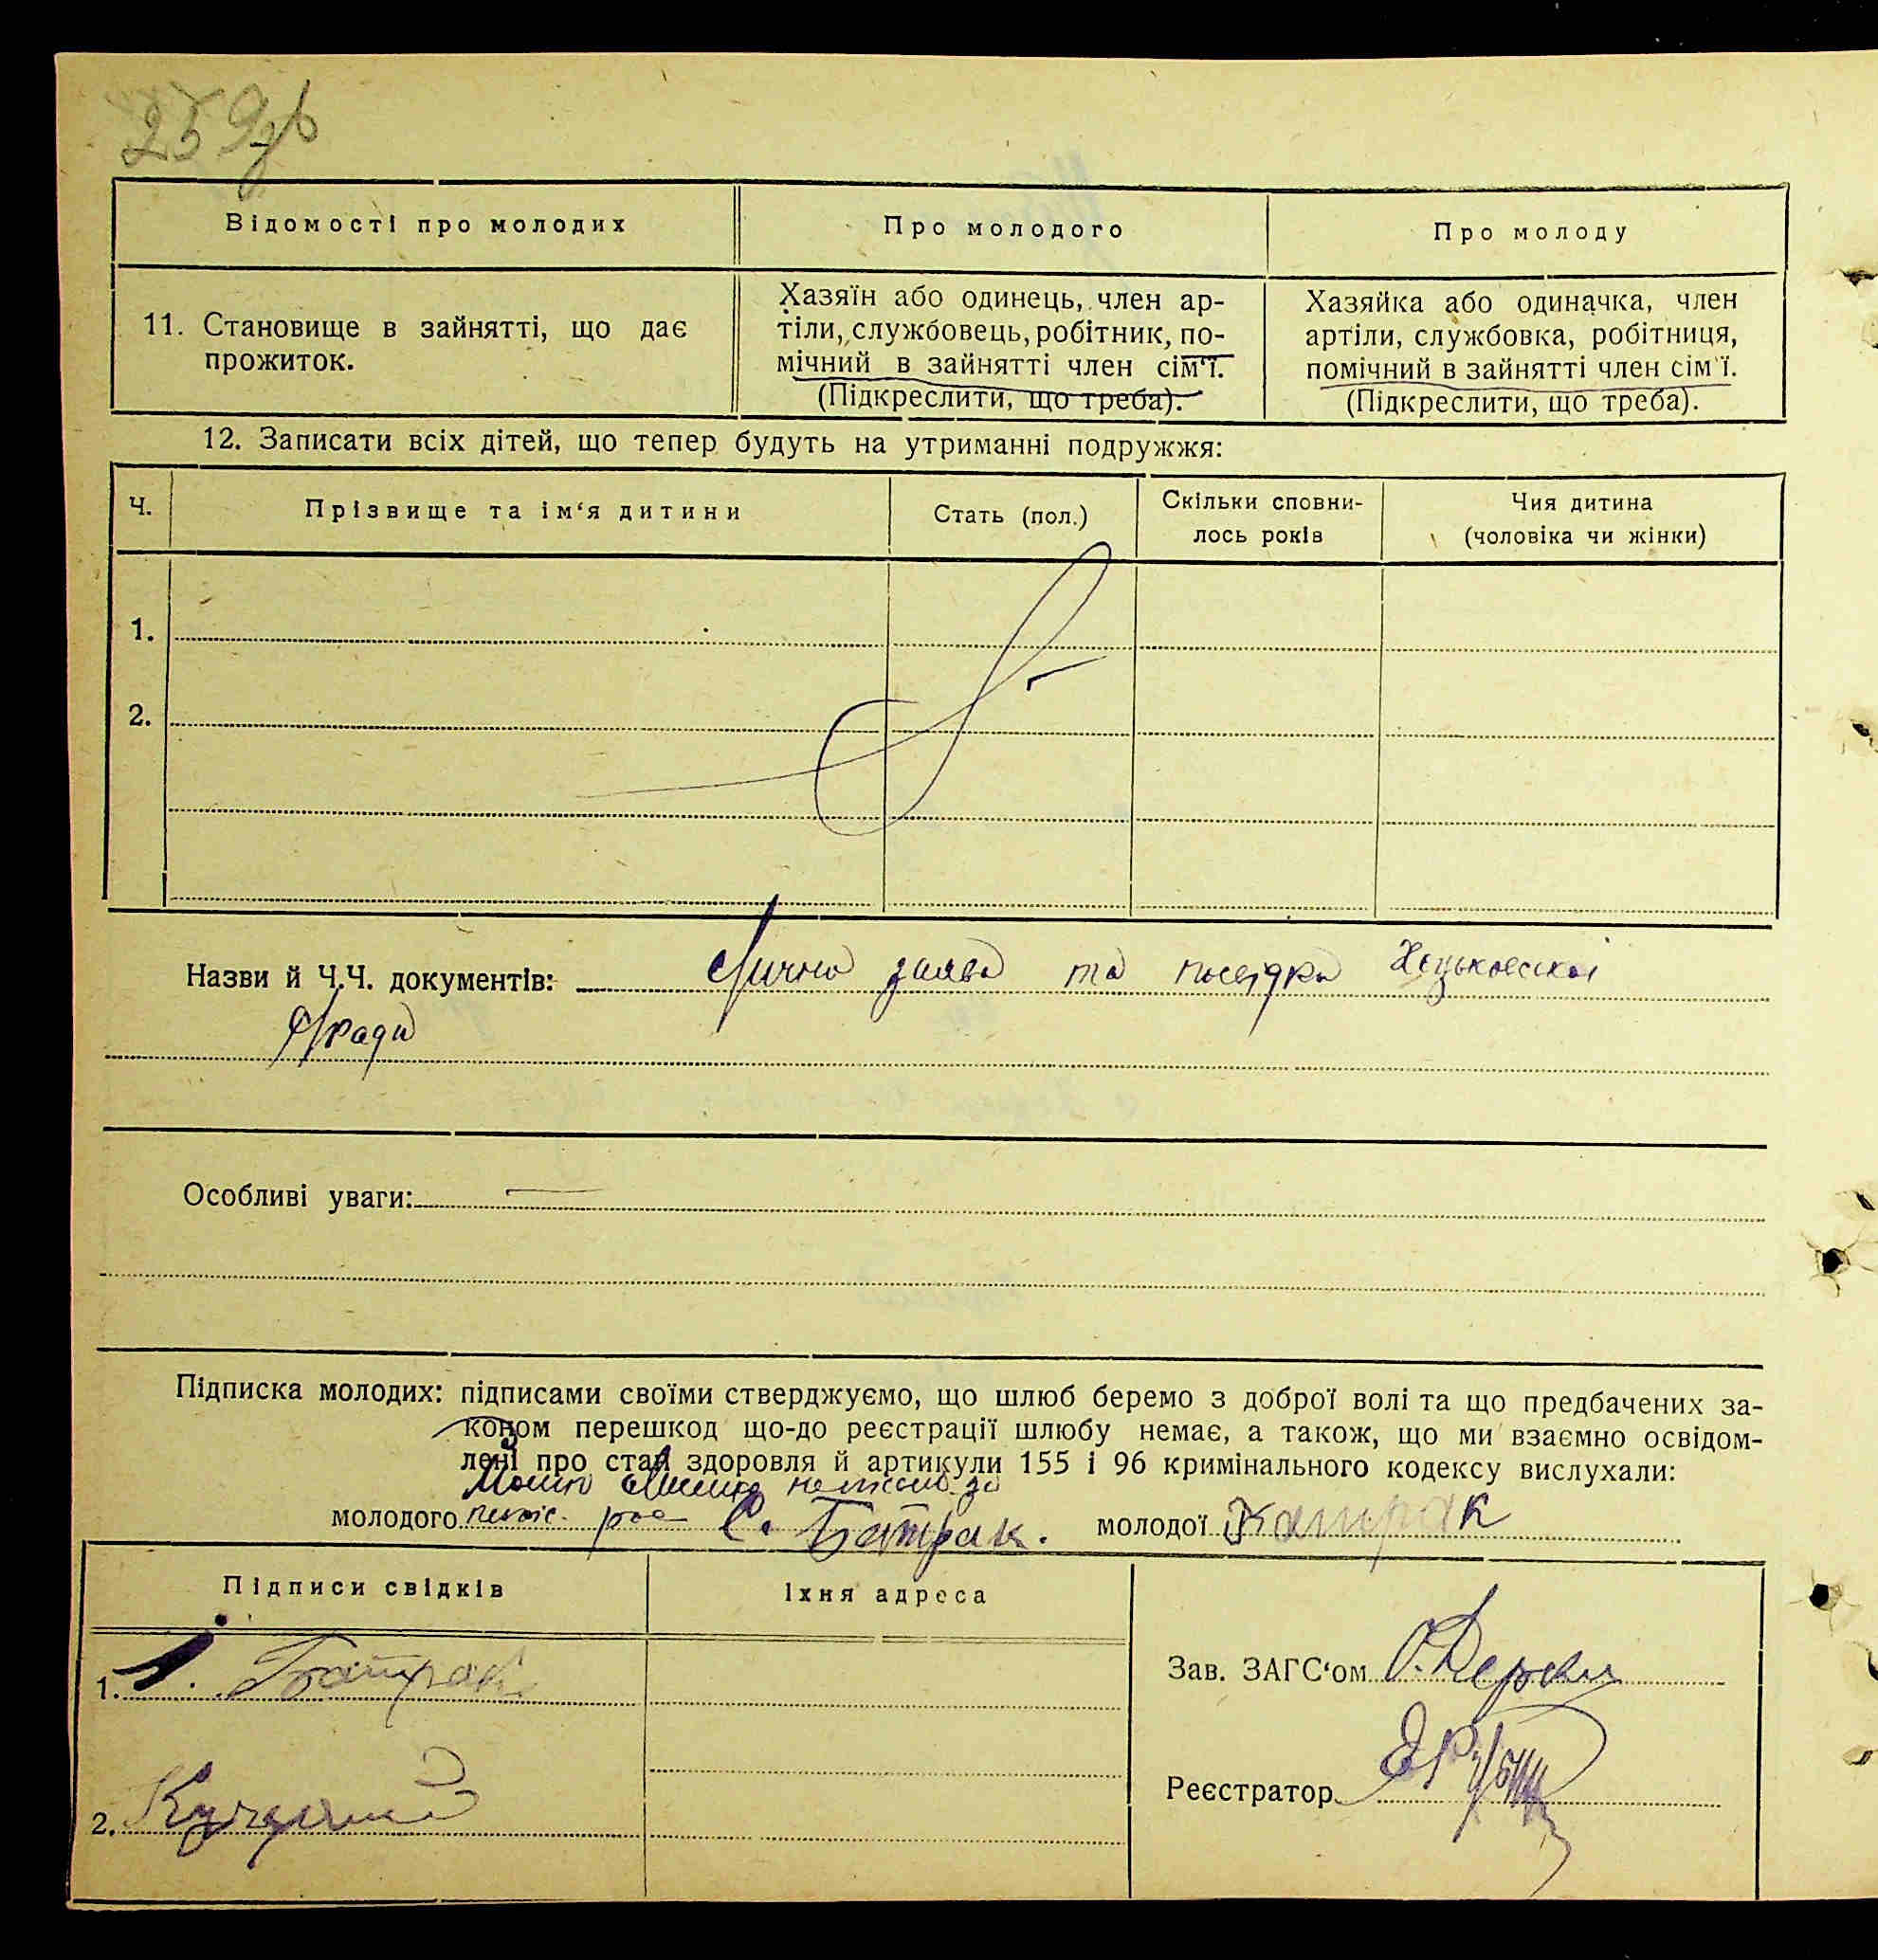 259зв
Відомості про молодих
Про молодого
Про молоду
11. Становище в зайнятті, що дає
прожиток.
Хазяїн або одинець, член ар-
тіли, службовець, робітник, по-
мічний в зайнятті член сім'ї.
(Підкреслити, що треба).
Хазяйка або одиначка, член
артіли, службовка, робітниця,
помічний в зайнятті член сім'ї.
(Підкреслити, що треба).
12. Записати всіх дітей, що тепер будуть на утриманні подружжя:
Ч.
Прізвище та ім'я дитини
Стать (пол.)
Скільки сповни-
лось років
Чия дитина
(чоловіка чи жінки)
1.
2.
Назви й Ч.Ч. документів: Лична заява та посвідка
С/ради
Особливі уваги: —
Підписка молодих: підписами своїми стверджуємо, що шлюб беремо з доброї волі та що предбачених за-
коном перешкод що-до реєстрації шлюбу немає, а також, що ми взаємно освідом-
лені про стан здоровля й артикули 155 і 96 кримінального кодексу вислухали:
молодого С. Батрак. молодої
Підписи свідків
Їхня адреса
1. Батрак
2.
Зав. ЗАГС'ом
Реєстратор